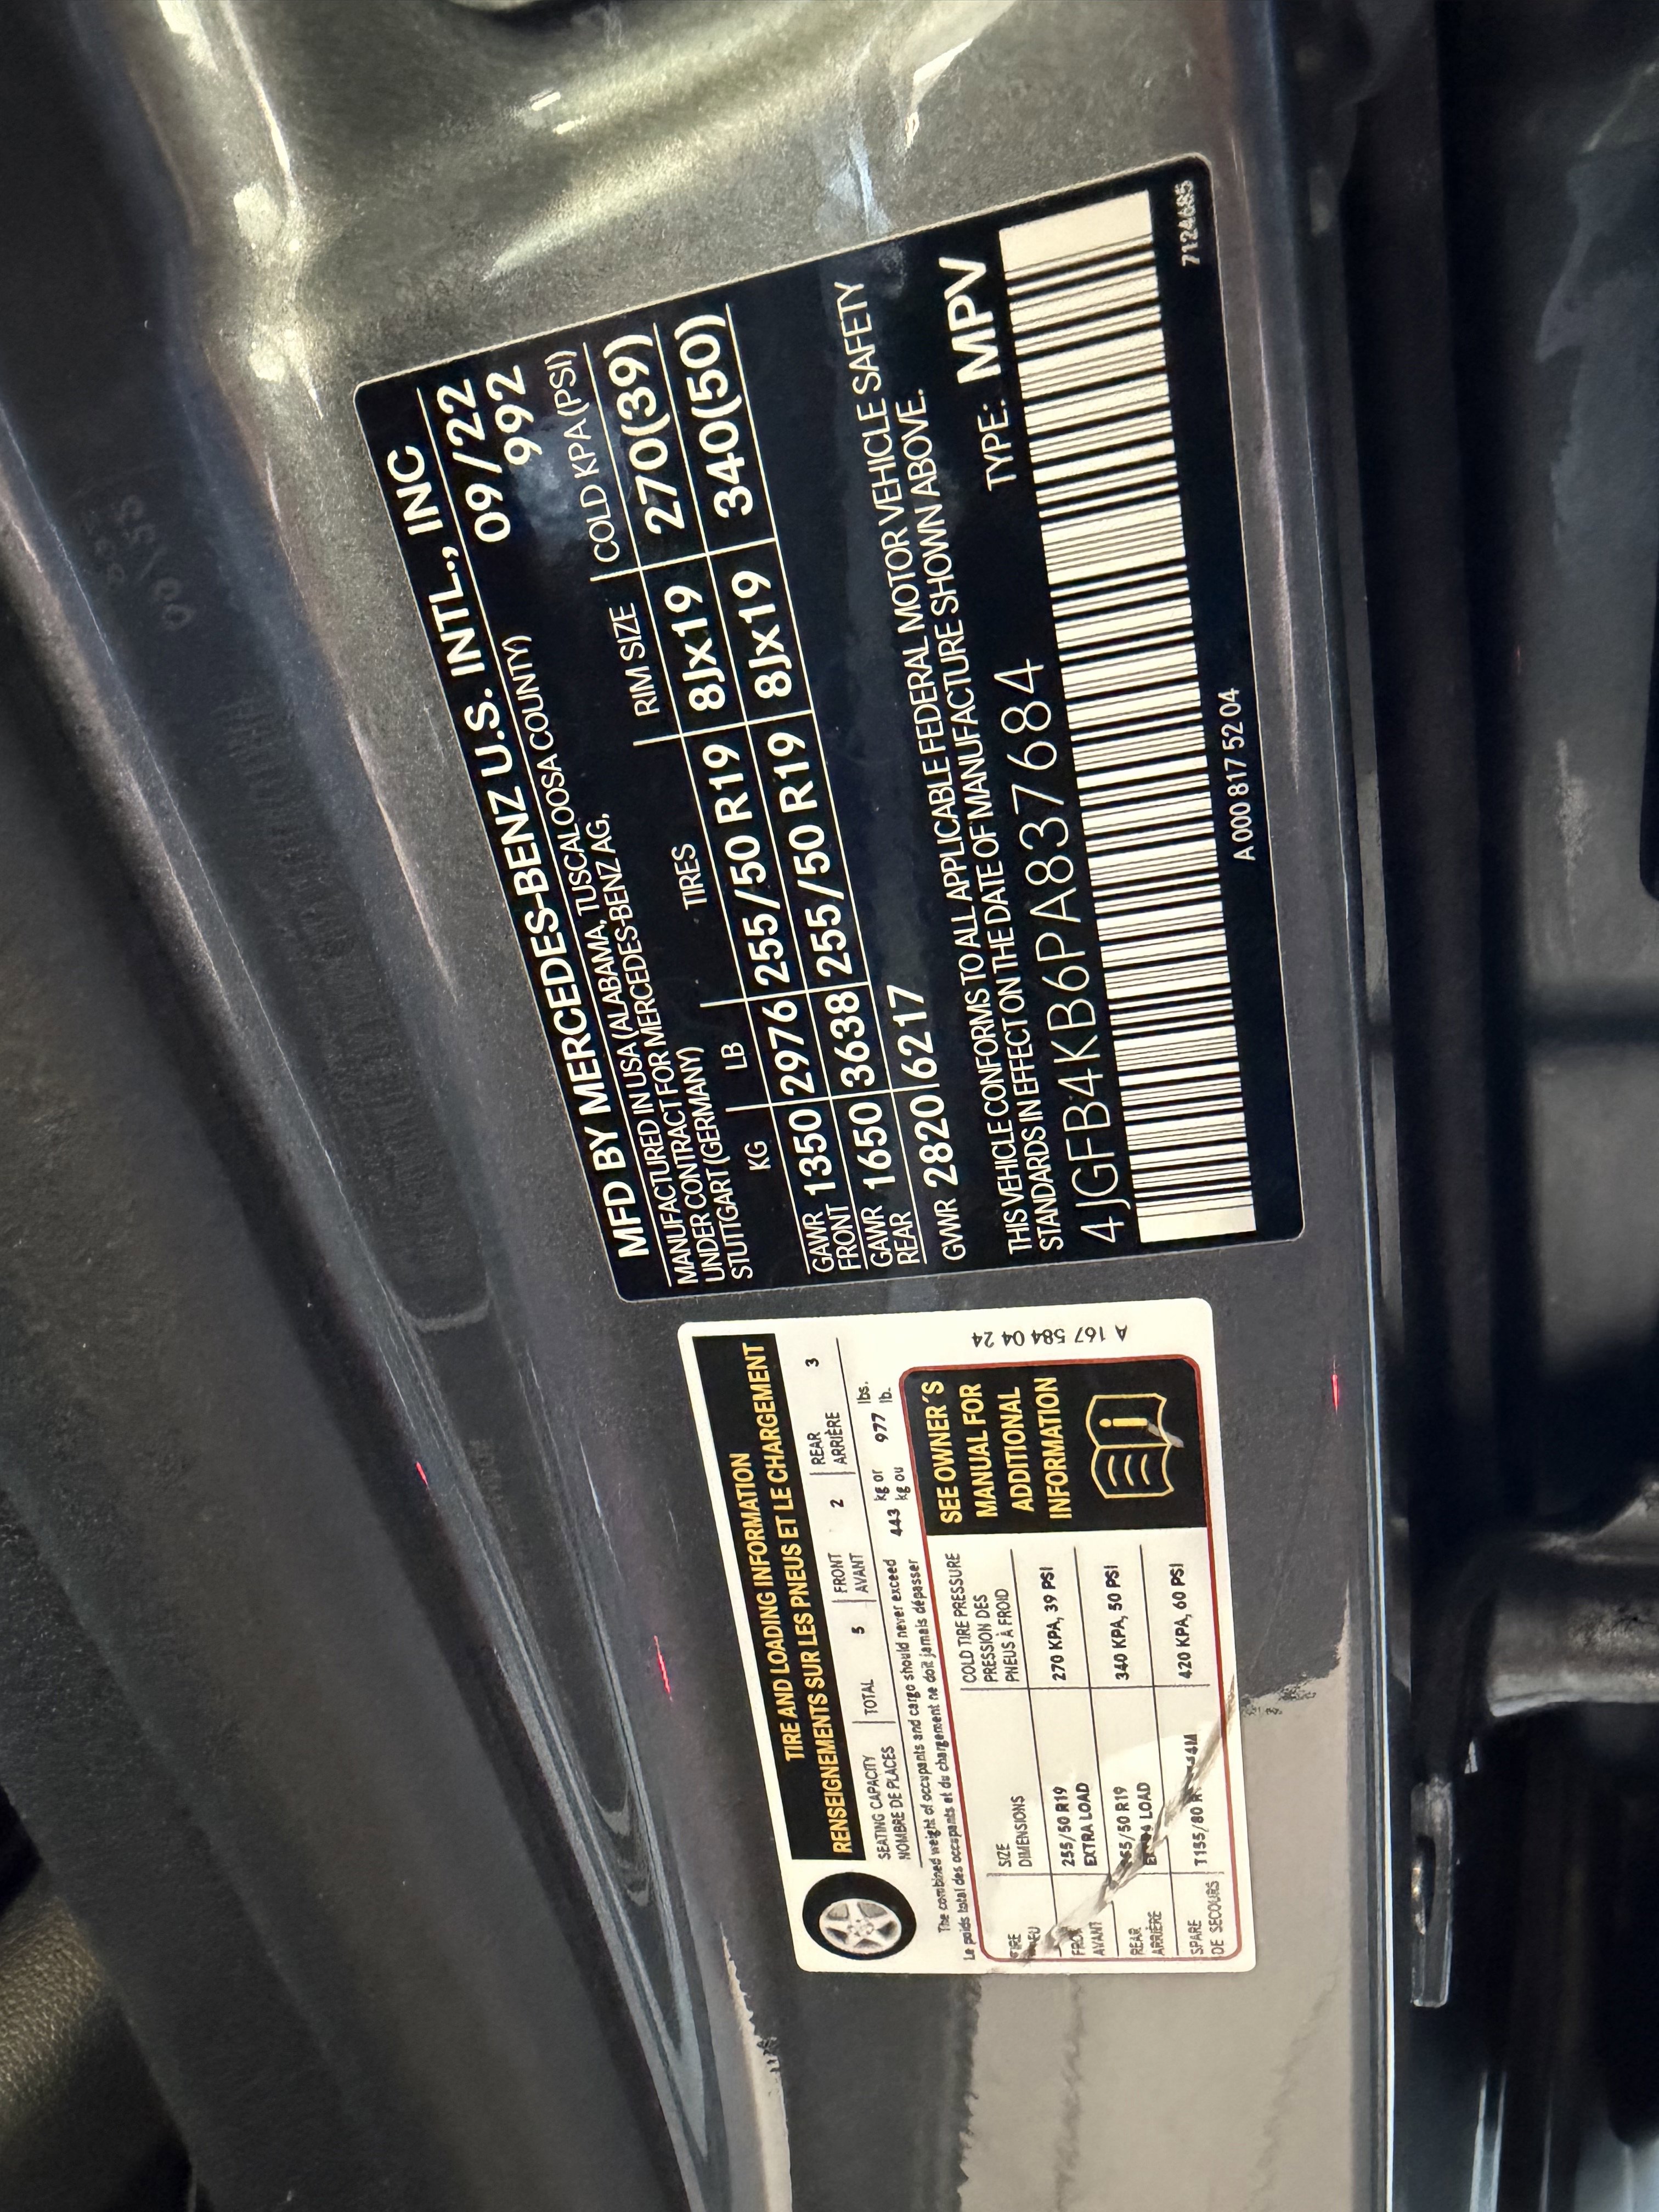 MFD BY MERCEDES-BENZ U.S. INTL., INC
MANUFACTURED IN USA (ALABAMA, TUSCALOOSA COUNTY) 09/22
UNDER CONTRACT FOR MERCEDES-BENZ AG, 992
STUTTGART (GERMANY)
KG LB TIRES RIM SIZE COLD KPA (PSI)
GAWR FRONT 1350 2976 255/50 R19 8Jx19 270(39)
GAWR REAR 1650 3638 255/50 R19 8Jx19 340(50)
GVWR 2820 6217
THIS VEHICLE CONFORMS TO ALL APPLICABLE FEDERAL MOTOR VEHICLE SAFETY
STANDARDS IN EFFECT ON THE DATE OF MANUFACTURE SHOWN ABOVE.
4JGFB4KB6PA837684 TYPE: MPV
A 000 817 52 04
7124685
TIRE AND LOADING INFORMATION
RENSEIGNEMENTS SUR LES PNEUS ET LE CHARGEMENT
SEATING CAPACITY TOTAL 5 FRONT 2 REAR 3
NOMBRE DE PLACES AVANT ARRIÈRE
The combined weight of occupants and cargo should never exceed 443 kg or 977 lbs.
Le poids total des occupants et du chargement ne doit jamais dépasser kg ou lb.
TIRE SIZE COLD TIRE PRESSURE
DIMENSIONS PRESSION DES
PNEUS À FROID
255/50 R19 270 KPA, 39 PSI
AVANT EXTRA LOAD
REAR 50 R19 340 KPA, 50 PSI
ARRIÈRE LOAD
SPARE T155/80 420 KPA, 60 PSI
DE SECOURS
SEE OWNER´S
MANUAL FOR
ADDITIONAL
INFORMATION
i
A 167 584 04 24